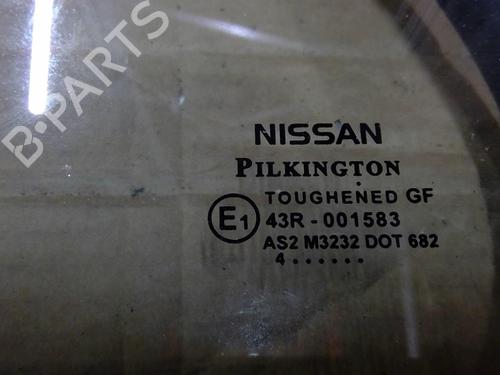 B-PARTS
NISSAN
PILKINGTON
TOUGHENED GF
E1 43R-001583
AS2 M3232 DOT 682
4......